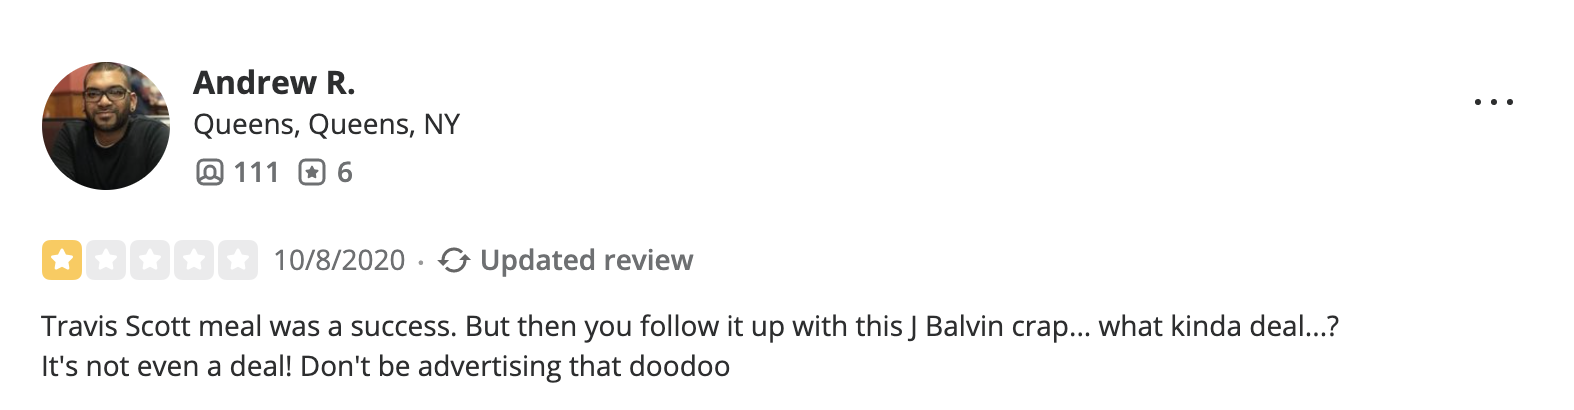 Andrew R.
Queens, Queens, NY
111 6
10/8/2020 · Updated review
Travis Scott meal was a success. But then you follow it up with this J Balvin crap... what kinda deal...?
It's not even a deal! Don't be advertising that doodoo